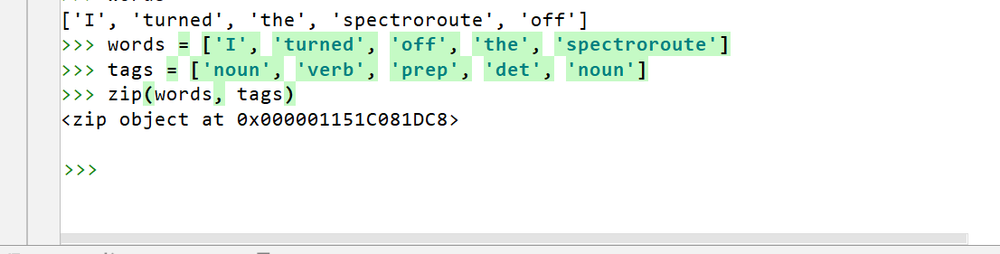 ['I', 'turned', 'the', 'spectroroute', 'off']
>>> words = ['I', 'turned', 'off', 'the', 'spectroroute']
>>> tags = ['noun', 'verb', 'prep', 'det', 'noun']
>>> zip(words, tags)
<zip object at 0x000001151C081DC8>
>>>